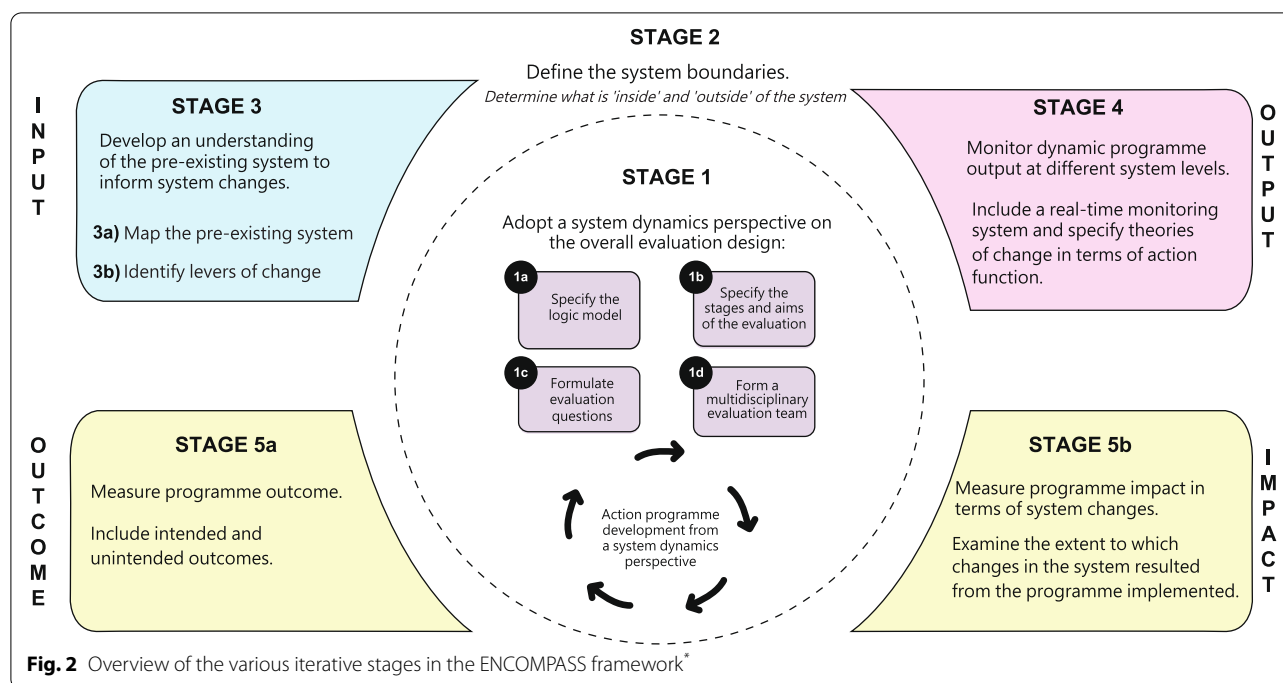 STAGE 2
Define the system boundaries.
Determine what is 'inside' and 'outside' of the system
INPUT
STAGE 3
Develop an understanding
of the pre-existing system to
inform system changes.
3a) Map the pre-existing system
3b) Identify levers of change
STAGE 1
Adopt a system dynamics perspective on
the overall evaluation design:
1a
Specify the
logic model
1b
Specify the
stages and aims
of the evaluation
1c
Formulate
evaluation
questions
1d
Form a
multidisciplinary
evaluation team
Action programme
development from
a system dynamics
perspective
OUTPUT
STAGE 4
Monitor dynamic programme
output at different system levels.
Include a real-time monitoring
system and specify theories
of change in terms of action
function.
OUTCOME
STAGE 5a
Measure programme outcome.
Include intended and
unintended outcomes.
IMPACT
STAGE 5b
Measure programme impact in
terms of system changes.
Examine the extent to which
changes in the system resulted
from the programme implemented.
Fig. 2 Overview of the various iterative stages in the ENCOMPASS framework*